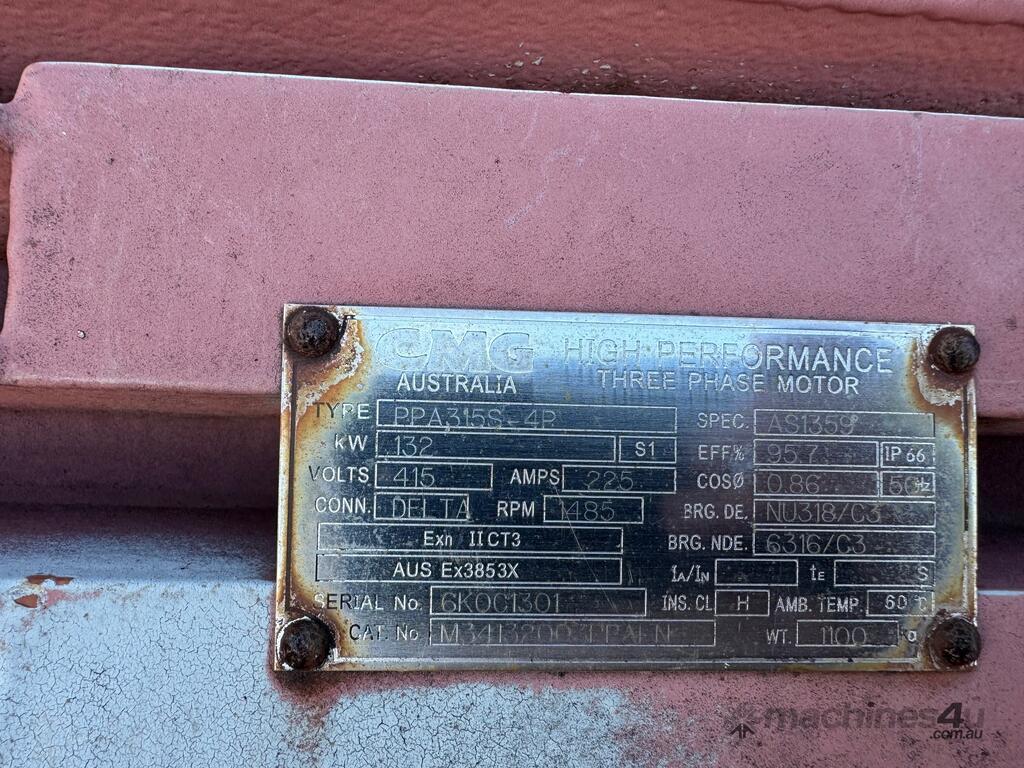 CMG HIGH PERFORMANCE
AUSTRALIA THREE PHASE MOTOR
TYPE PPA315S-4P SPEC. AS1359
kW 132 S1 EFF% 95.7 IP 66
VOLTS 415 AMPS 225 COSØ 0.86 50Hz
CONN. DELTA RPM 1485 BRG. DE. NU318/C3
Exn IICT3 BRG. NDE. 6316/C3
AUS Ex3853X IA/IN tE S
SERIAL No. 6K0C1301 INS. CL H AMB. TEMP. 60°C
CAT. No WT. 1100 kg
machines4u
.com.au